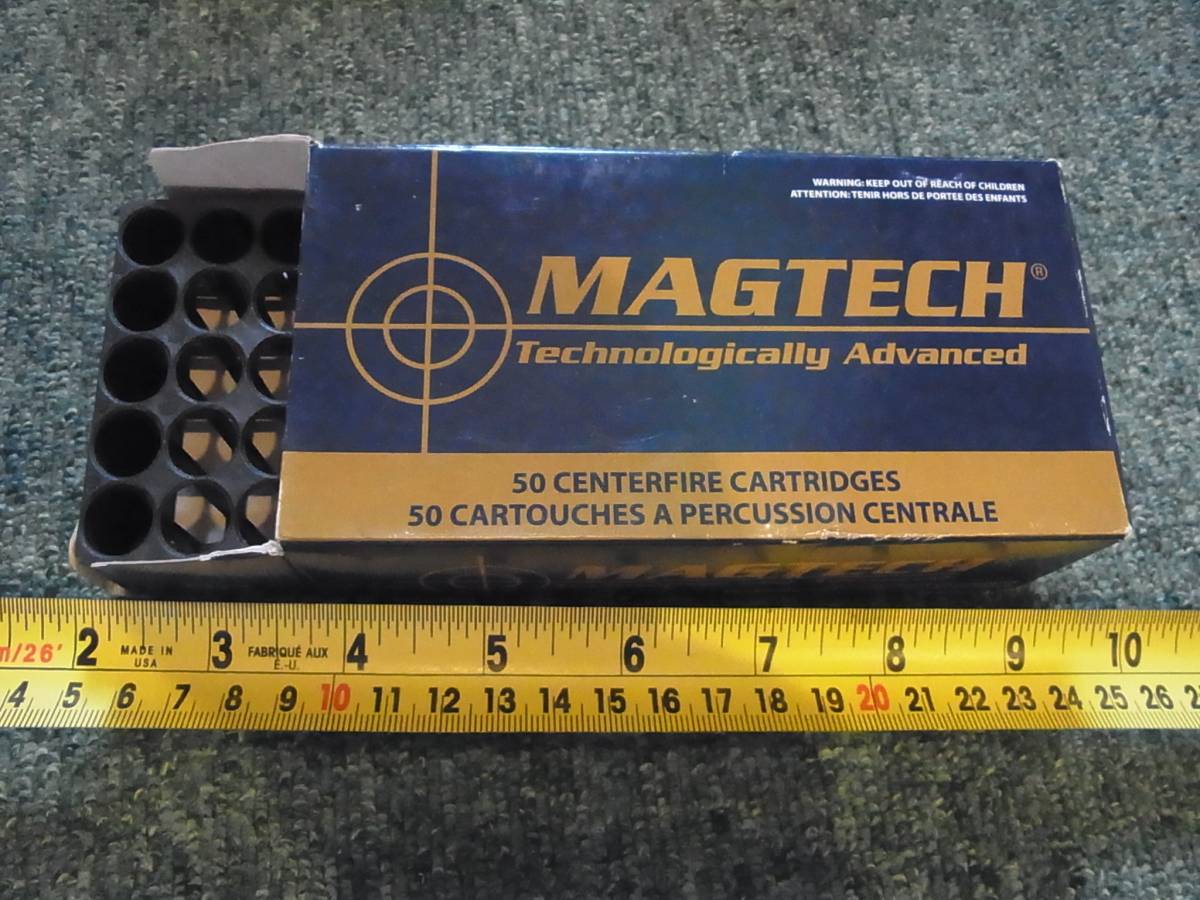 WARNING: KEEP OUT OF REACH OF CHILDREN
ATTENTION: TENIR HORS DE PORTEE DES ENFANTS
MAGTECH®
Technologically Advanced
50 CENTERFIRE CARTRIDGES
50 CARTOUCHES A PERCUSSION CENTRALE
MAGTECH
m/26' 2 MADE IN USA 3 FABRIQUÉ AUX É.-U. 4 5 6 7 8 9 10
4 5 6 7 8 9 10 11 12 13 14 15 16 17 18 19 20 21 22 23 24 25 26